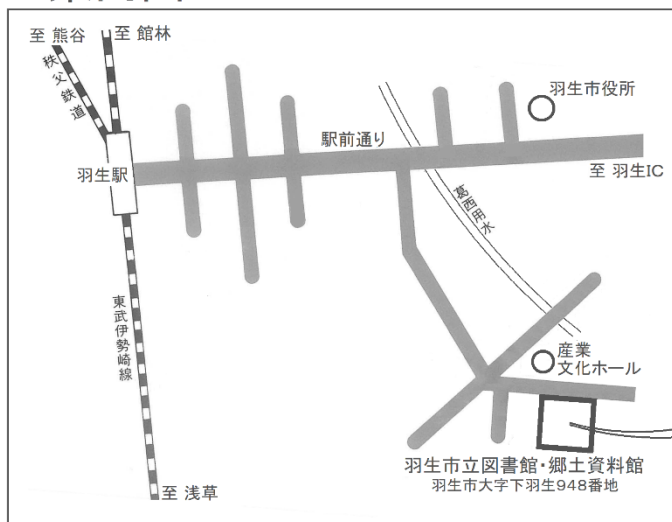 至 熊谷
至 館林
秩父鉄道
羽生駅
駅前通り
羽生市役所
至 羽生IC
葛西用水
東武伊勢崎線
産業
文化ホール
羽生市立図書館・郷土資料館
羽生市大字下羽生948番地
至 浅草